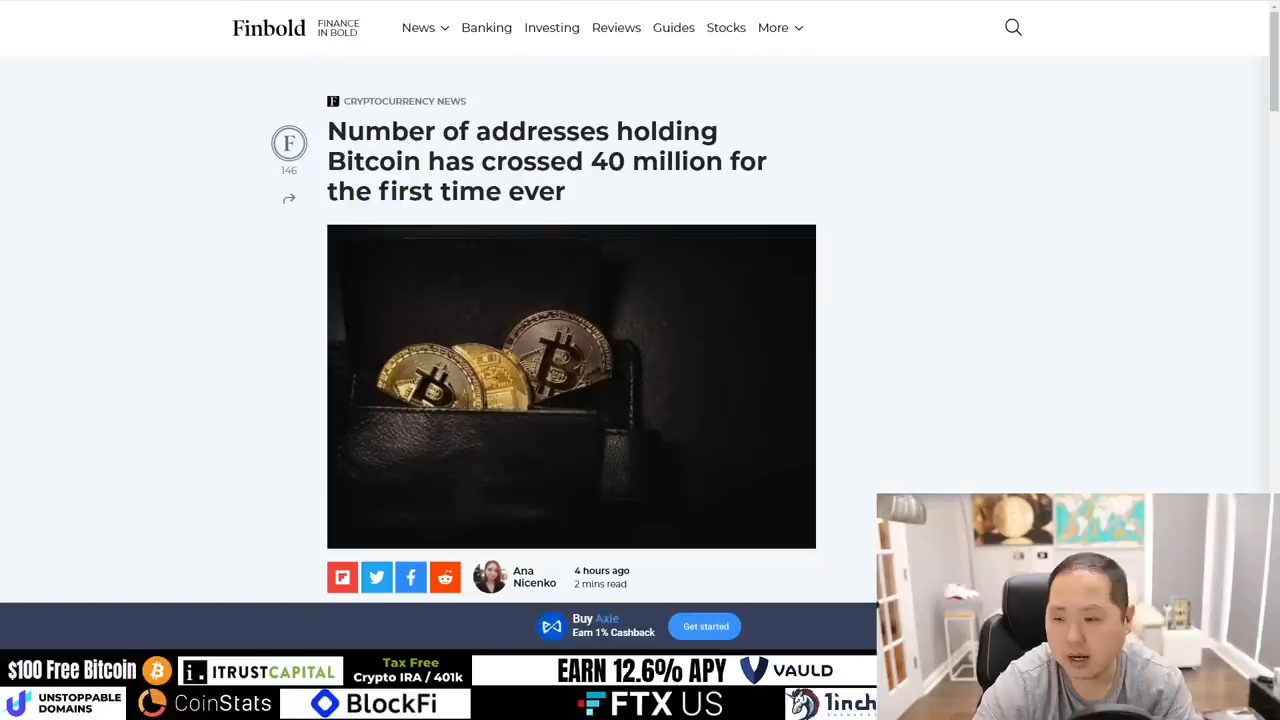 Finbold
FINANCE
IN BOLD
News
Banking
Investing
Reviews
Guides
Stocks
More
F CRYPTOCURRENCY NEWS
Number of addresses holding
Bitcoin has crossed 40 million for
the first time ever
F
146
Ana
Nicenko
4 hours ago
2 mins read
Buy Axie
Earn 1% Cashback
Get started
$100 Free Bitcoin
iTRUSTCAPITAL
Tax Free
Crypto IRA / 401k
EARN 12.6% APY
VAULD
UNSTOPPABLE
DOMAINS
CoinStats
BlockFi
FTX US
1inch
EXCHANGE